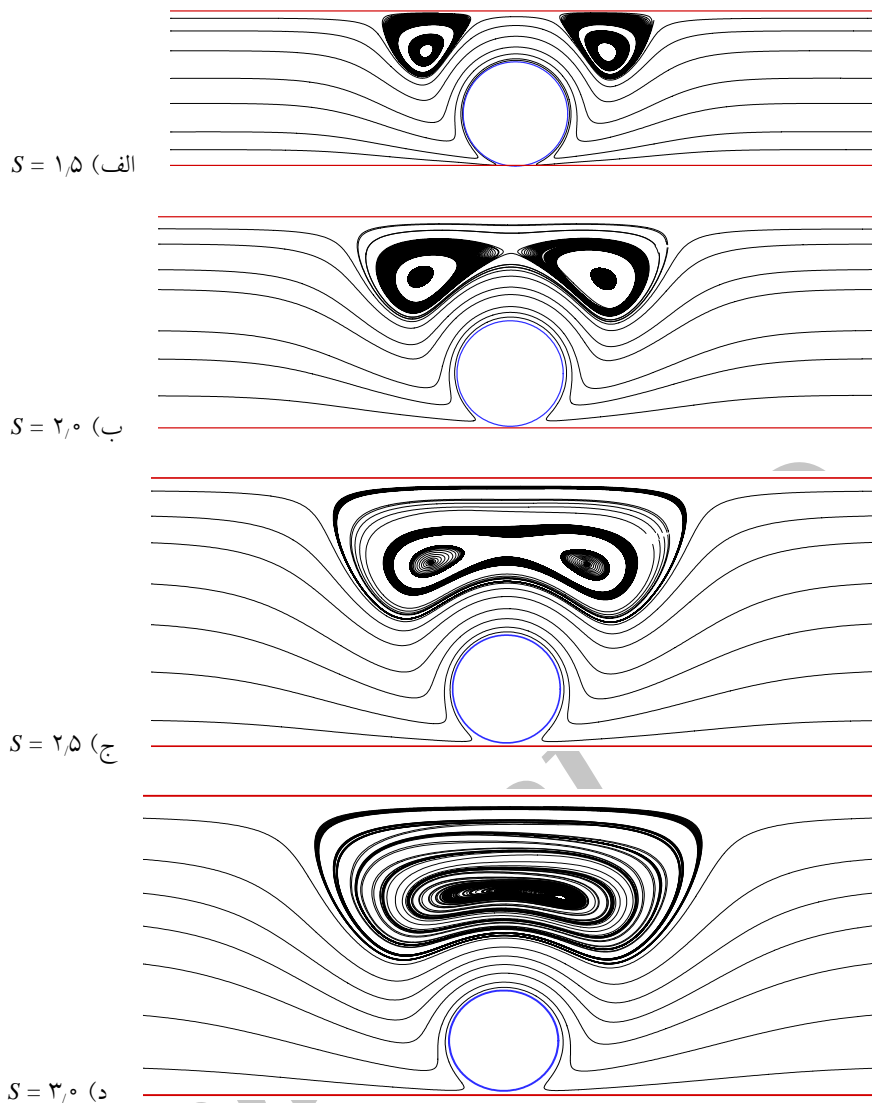 الف) S = ۱٫۵
ب) S = ۲٫۰
ج) S = ۲٫۵
د) S = ۳٫۰